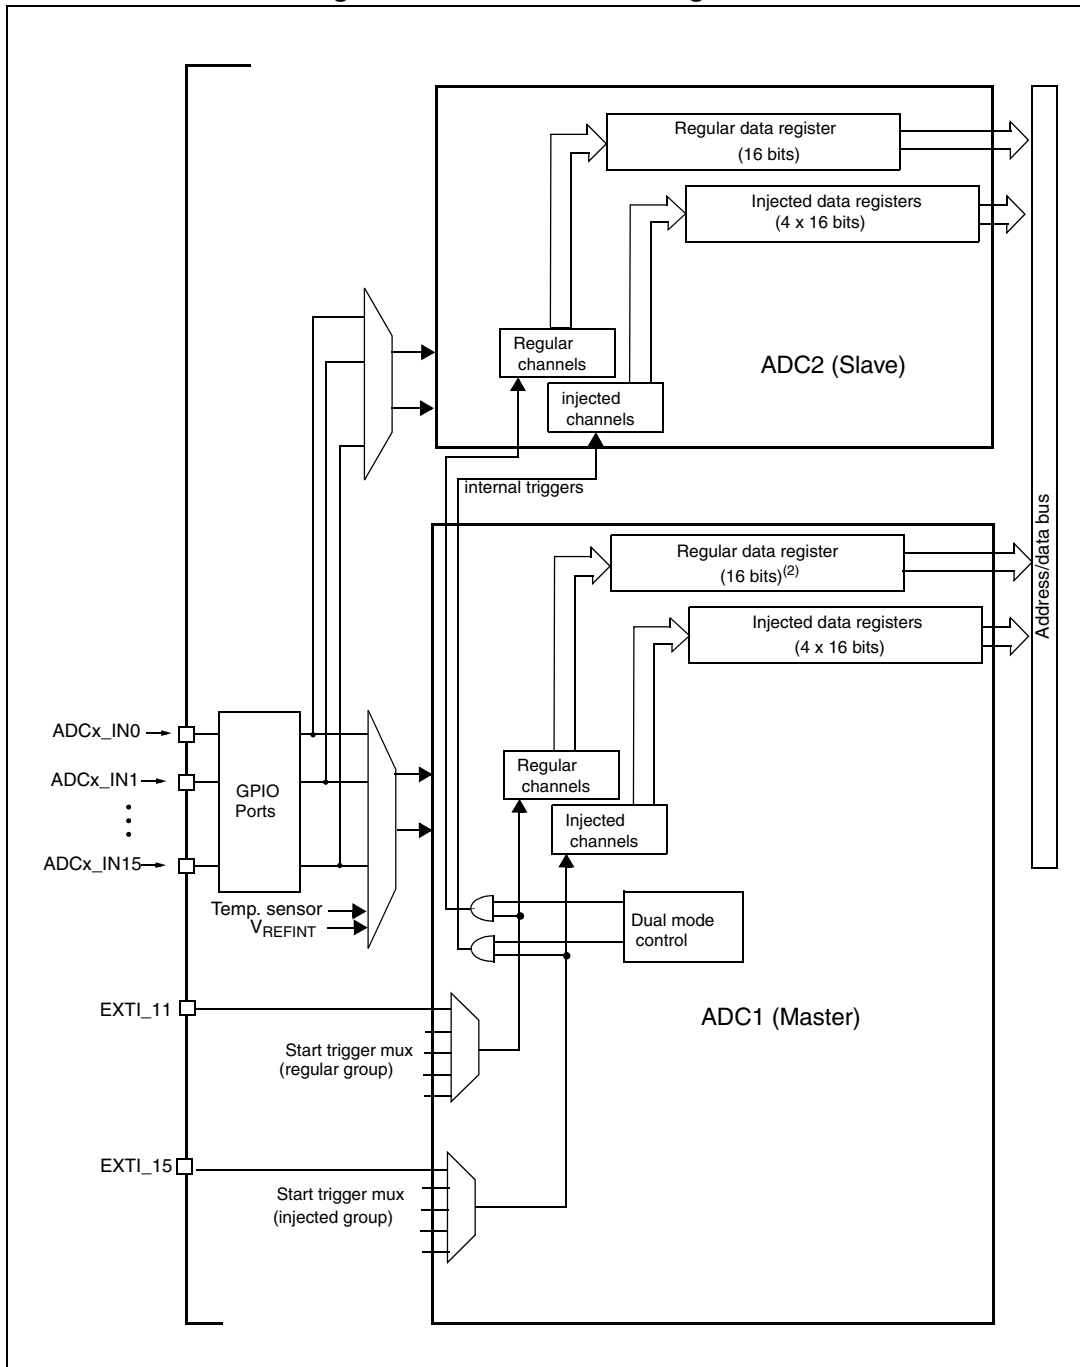 Regular data register
(16 bits)
Injected data registers
(4 x 16 bits)
Regular
channels
injected
channels
ADC2 (Slave)
internal triggers
Regular data register
(16 bits)(2)
Injected data registers
(4 x 16 bits)
Address/data bus
ADCx_IN0
ADCx_IN1
ADCx_IN15
GPIO
Ports
Regular
channels
Injected
channels
Temp. sensor
VREFINT
Dual mode
control
EXTI_11
ADC1 (Master)
Start trigger mux
(regular group)
EXTI_15
Start trigger mux
(injected group)